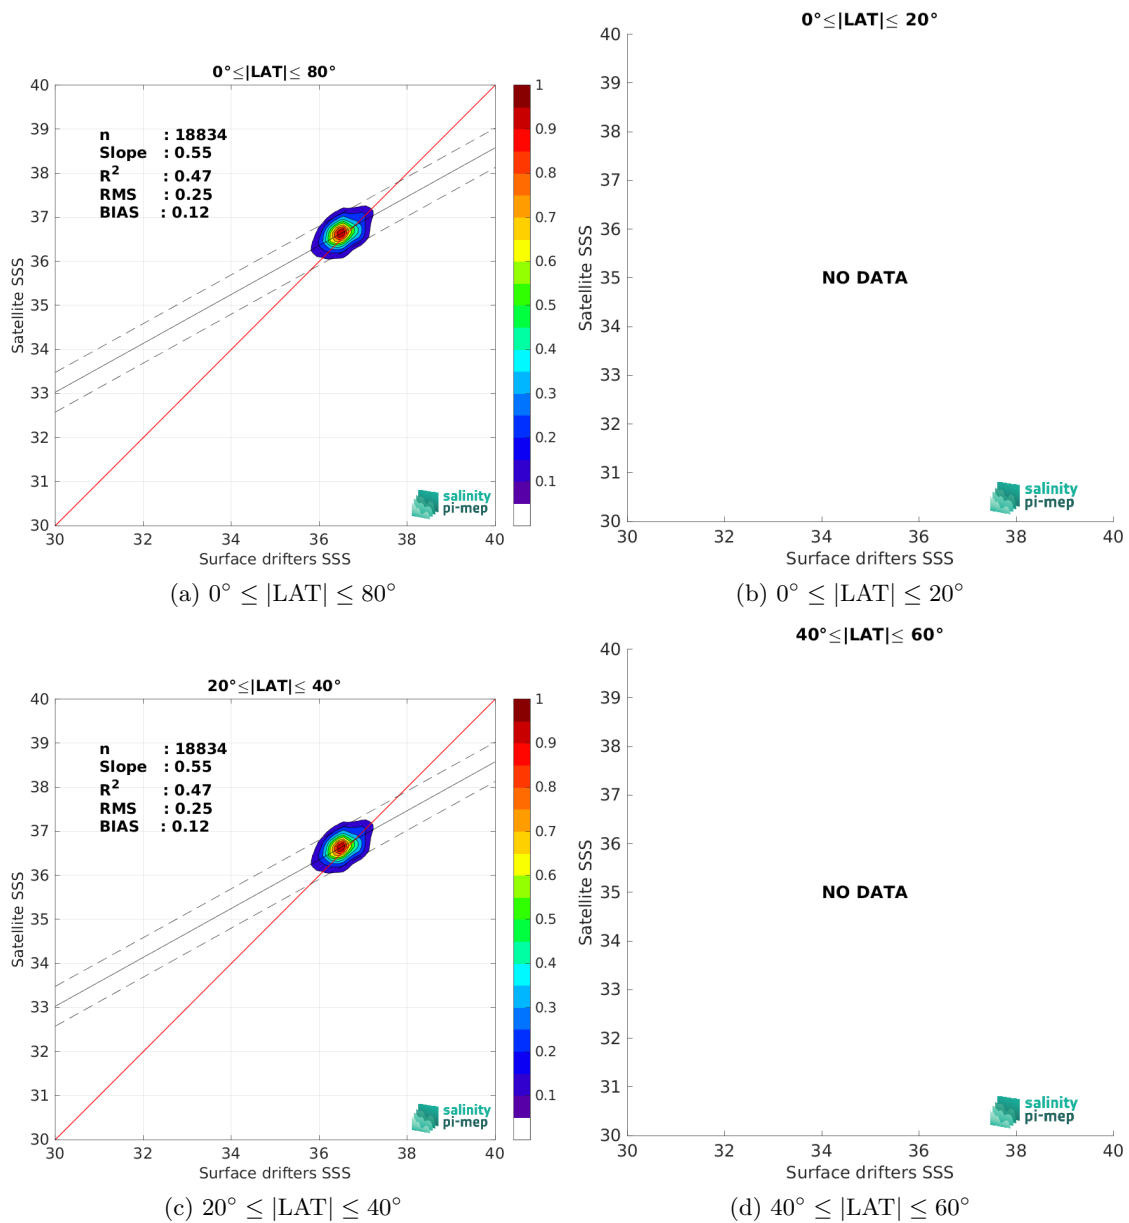 0°≤|LAT|≤ 80°
40
39
38
37
36
35
34
33
32
31
30
Satellite SSS
n : 18834
Slope : 0.55
R2 : 0.47
RMS : 0.25
BIAS : 0.12
salinity
pi-mep
30 32 34 36 38 40
Surface drifters SSS
1
0.9
0.8
0.7
0.6
0.5
0.4
0.3
0.2
0.1
(a) 0° ≤ |LAT| ≤ 80°
0°≤|LAT|≤ 20°
40
39
38
37
36
35
34
33
32
31
30
Satellite SSS
NO DATA
salinity
pi-mep
30 32 34 36 38 40
Surface drifters SSS
(b) 0° ≤ |LAT| ≤ 20°
20°≤|LAT|≤ 40°
40
39
38
37
36
35
34
33
32
31
30
Satellite SSS
n : 18834
Slope : 0.55
R2 : 0.47
RMS : 0.25
BIAS : 0.12
salinity
pi-mep
30 32 34 36 38 40
Surface drifters SSS
1
0.9
0.8
0.7
0.6
0.5
0.4
0.3
0.2
0.1
(c) 20° ≤ |LAT| ≤ 40°
40°≤|LAT|≤ 60°
40
39
38
37
36
35
34
33
32
31
30
Satellite SSS
NO DATA
salinity
pi-mep
30 32 34 36 38 40
Surface drifters SSS
(d) 40° ≤ |LAT| ≤ 60°